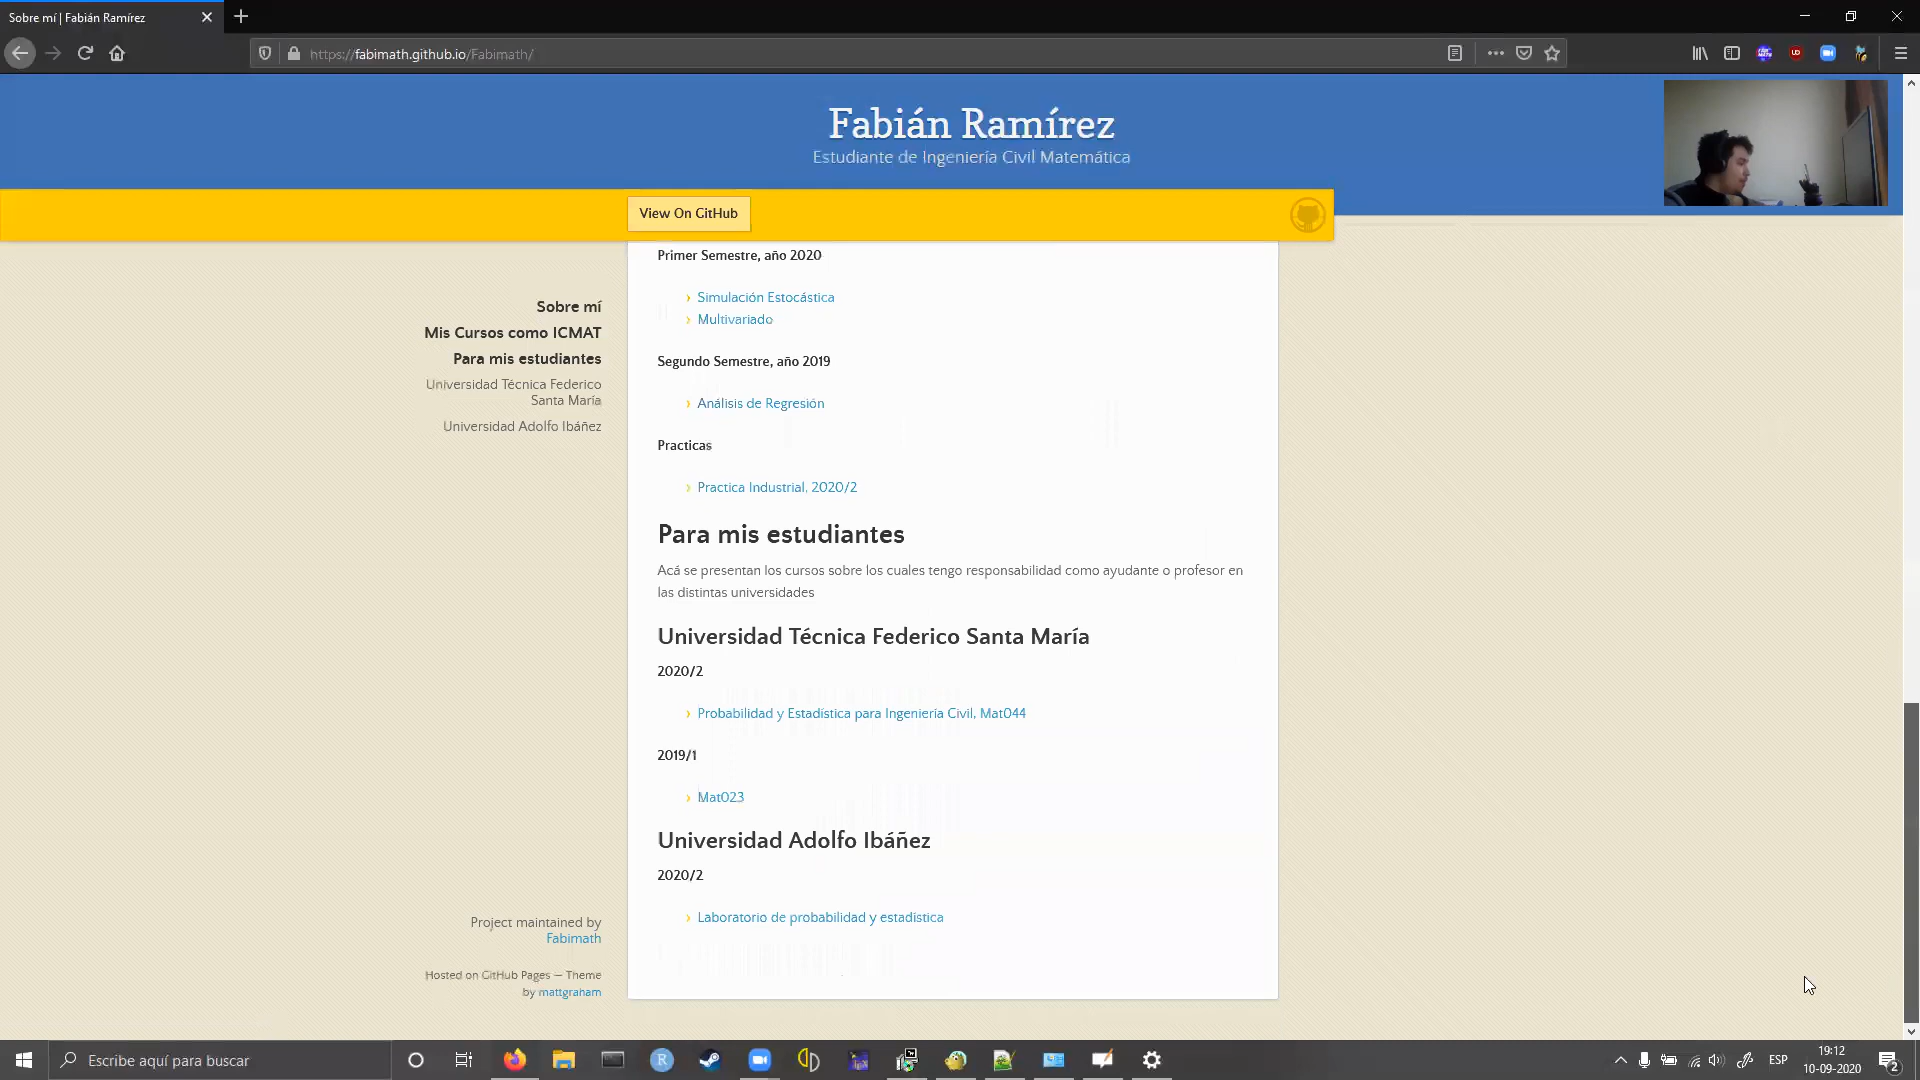 Sobre mí | Fabián Ramírez
https://fabimath.github.io/Fabimath/
Fabián Ramírez
Estudiante de Ingeniería Civil Matemática
View On GitHub
Sobre mí
Mis Cursos como ICMAT
Para mis estudiantes
Universidad Técnica Federico
Santa María
Universidad Adolfo Ibáñez
Primer Semestre, año 2020
Simulación Estocástica
Multivariado
Segundo Semestre, año 2019
Análisis de Regresión
Practicas
Practica Industrial, 2020/2
Para mis estudiantes
Acá se presentan los cursos sobre los cuales tengo responsabilidad como ayudante o profesor en
las distintas universidades
Universidad Técnica Federico Santa María
2020/2
Probabilidad y Estadística para Ingeniería Civil, Mat044
2019/1
Mat023
Universidad Adolfo Ibáñez
2020/2
Laboratorio de probabilidad y estadística
Project maintained by
Fabimath
Hosted on GitHub Pages — Theme
by mattgraham
Escribe aquí para buscar
ESP
19:12
10-09-2020
2